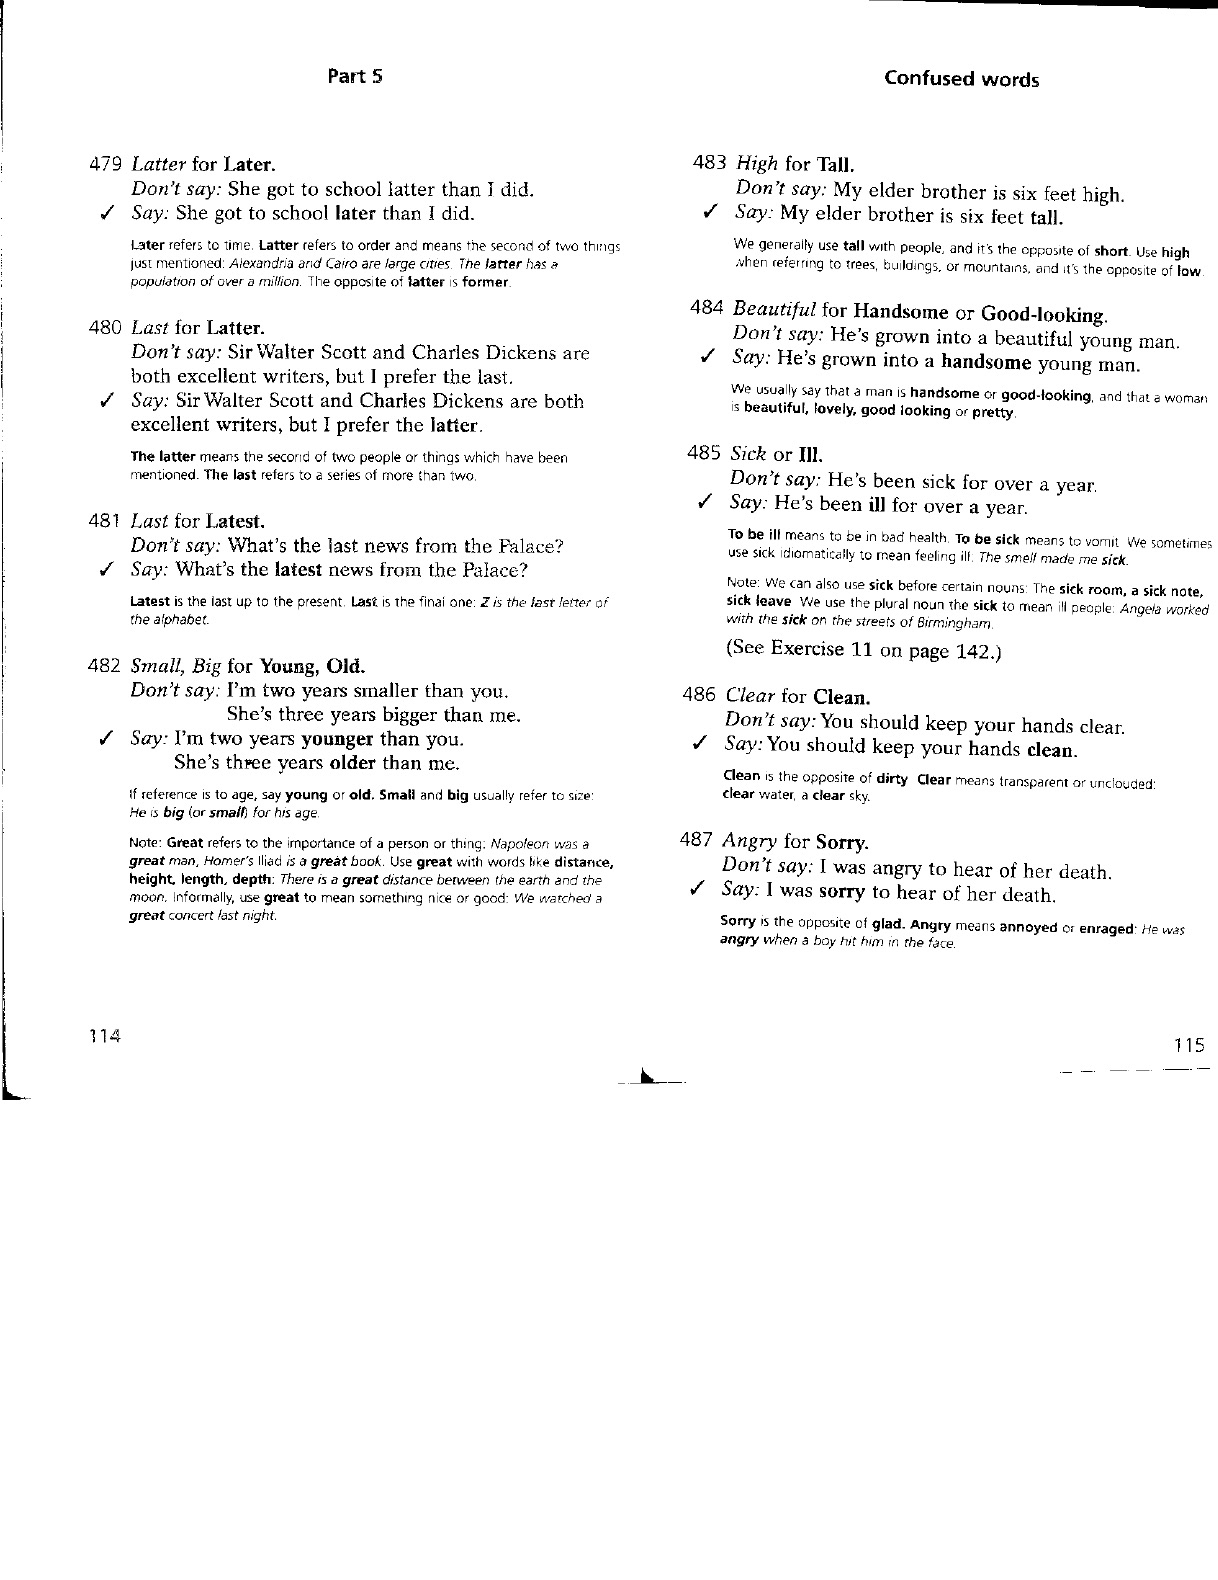 Part 5
479 Latter for Later.
Don't say: She got to school latter than I did.
✓ Say: She got to school later than I did.
Later refers to time. Latter refers to order and means the second of two things
just mentioned: Alexandria and Cairo are large cities. The latter has a
population of over a million. The opposite of latter is former.
480 Last for Latter.
Don't say: Sir Walter Scott and Charles Dickens are
both excellent writers, but I prefer the last.
✓ Say: Sir Walter Scott and Charles Dickens are both
excellent writers, but I prefer the latter.
The latter means the second of two people or things which have been
mentioned. The last refers to a series of more than two.
481 Last for Latest.
Don't say: What's the last news from the Palace?
✓ Say: What's the latest news from the Palace?
Latest is the last up to the present. Last is the final one: Z is the last letter of
the alphabet.
482 Small, Big for Young, Old.
Don't say: I'm two years smaller than you.
She's three years bigger than me.
✓ Say: I'm two years younger than you.
She's three years older than me.
If reference is to age, say young or old. Small and big usually refer to size:
He is big (or small) for his age.
Note: Great refers to the importance of a person or thing: Napoleon was a
great man, Homer's Iliad is a great book. Use great with words like distance,
height, length, depth: There is a great distance between the earth and the
moon. Informally, use great to mean something nice or good: We watched a
great concert last night.
114
Confused words
483 High for Tall.
Don't say: My elder brother is six feet high.
✓ Say: My elder brother is six feet tall.
We generally use tall with people, and it's the opposite of short. Use high
when referring to trees, buildings, or mountains, and it's the opposite of low.
484 Beautiful for Handsome or Good-looking.
Don't say: He's grown into a beautiful young man.
✓ Say: He's grown into a handsome young man.
We usually say that a man is handsome or good-looking, and that a woman
is beautiful, lovely, good looking or pretty.
485 Sick or Ill.
Don't say: He's been sick for over a year.
✓ Say: He's been ill for over a year.
To be ill means to be in bad health. To be sick means to vomit. We sometimes
use sick idiomatically to mean feeling ill: The smell made me sick.
Note: We can also use sick before certain nouns: The sick room, a sick note,
sick leave. We use the plural noun the sick to mean ill people: Angela worked
with the sick on the streets of Birmingham.
(See Exercise 11 on page 142.)
486 Clear for Clean.
Don't say: You should keep your hands clear.
✓ Say: You should keep your hands clean.
Clean is the opposite of dirty. Clear means transparent or unclouded:
clear water, a clear sky.
487 Angry for Sorry.
Don't say: I was angry to hear of her death.
✓ Say: I was sorry to hear of her death.
Sorry is the opposite of glad. Angry means annoyed or enraged: He was
angry when a boy hit him in the face.
115